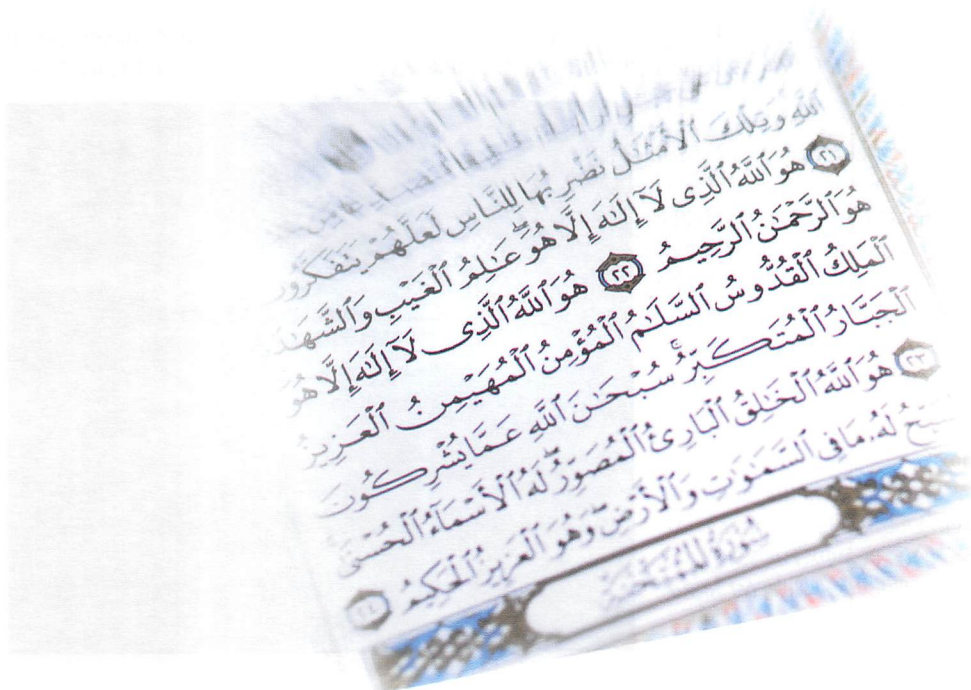 ٱللَّهِ وَتِلْكَ ٱلْأَمْثَٰلُ نَضْرِبُهَا لِلنَّاسِ لَعَلَّهُمْ يَتَفَكَّرُونَ
٢١ هُوَ ٱللَّهُ ٱلَّذِى لَآ إِلَٰهَ إِلَّا هُوَ ۖ عَٰلِمُ ٱلْغَيْبِ وَٱلشَّهَٰدَ
هُوَ ٱلرَّحْمَٰنُ ٱلرَّحِيمُ ٢٢ هُوَ ٱللَّهُ ٱلَّذِى لَآ إِلَٰهَ إِلَّا هُوَ
ٱلْمَلِكُ ٱلْقُدُّوسُ ٱلسَّلَٰمُ ٱلْمُؤْمِنُ ٱلْمُهَيْمِنُ ٱلْعَزِيزُ
ٱلْجَبَّارُ ٱلْمُتَكَبِّرُ ۚ سُبْحَٰنَ ٱللَّهِ عَمَّا يُشْرِكُونَ
٢٣ هُوَ ٱللَّهُ ٱلْخَٰلِقُ ٱلْبَارِئُ ٱلْمُصَوِّرُ ۖ لَهُ ٱلْأَسْمَآءُ ٱلْحُسْنَىٰ
يُسَبِّحُ لَهُۥ مَا فِى ٱلسَّمَٰوَٰتِ وَٱلْأَرْضِ ۖ وَهُوَ ٱلْعَزِيزُ ٱلْحَكِيمُ ٢٤
سُورَةُ ٱلْمُمْتَحَنَةِ